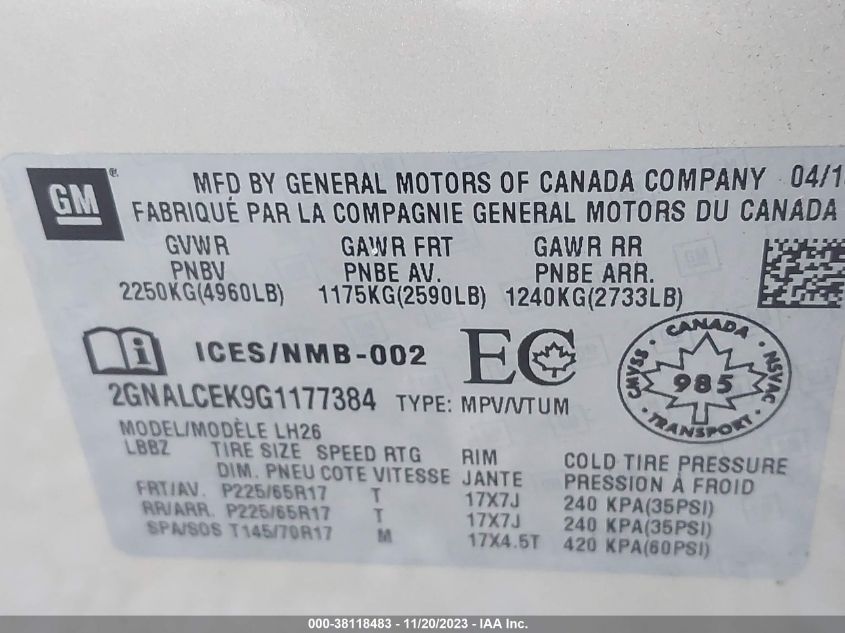 GM ®
MFD BY GENERAL MOTORS OF CANADA COMPANY 04/1
FABRIQUÉ PAR LA COMPAGNIE GENERAL MOTORS DU CANADA
GVWR GAWR FRT GAWR RR
PNBV PNBE AV. PNBE ARR.
2250KG(4960LB) 1175KG(2590LB) 1240KG(2733LB)
i ICES/NMB-002 EC
CANADA
CMVSS 985 NSVAC
TRANSPORT
2GNALCEK9G1177384 TYPE: MPV/VTUM
MODEL/MODÈLE LH26
LBBZ TIRE SIZE SPEED RTG RIM COLD TIRE PRESSURE
DIM. PNEU COTE VITESSE JANTE PRESSION À FROID
FRT/AV. P225/65R17 T 17X7J 240 KPA(35PSI)
RR/ARR. P225/65R17 T 17X7J 240 KPA(35PSI)
SPA/SOS T145/70R17 M 17X4.5T 420 KPA(60PSI)
000-38118483 - 11/20/2023 - IAA Inc.